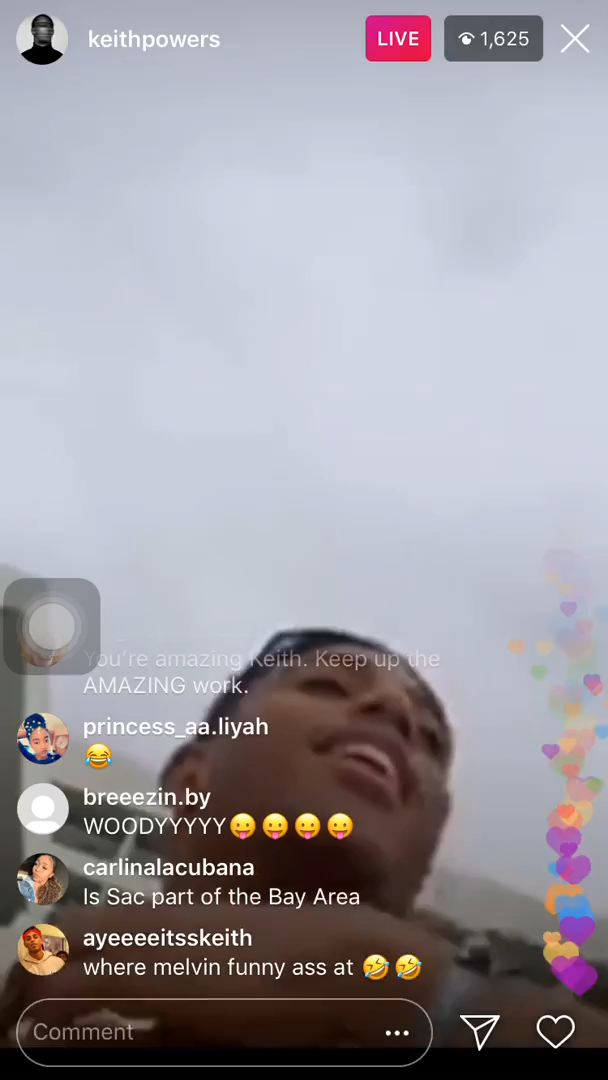 keithpowers
LIVE
1,625
You're amazing Keith. Keep up the
AMAZING work.
princess_aa.liyah
😂
breeezin.by
WOODYYYYY😛😛😛😛
carlinalacubana
Is Sac part of the Bay Area
ayeeeeitsskeith
where melvin funny ass at 🤣🤣
Comment